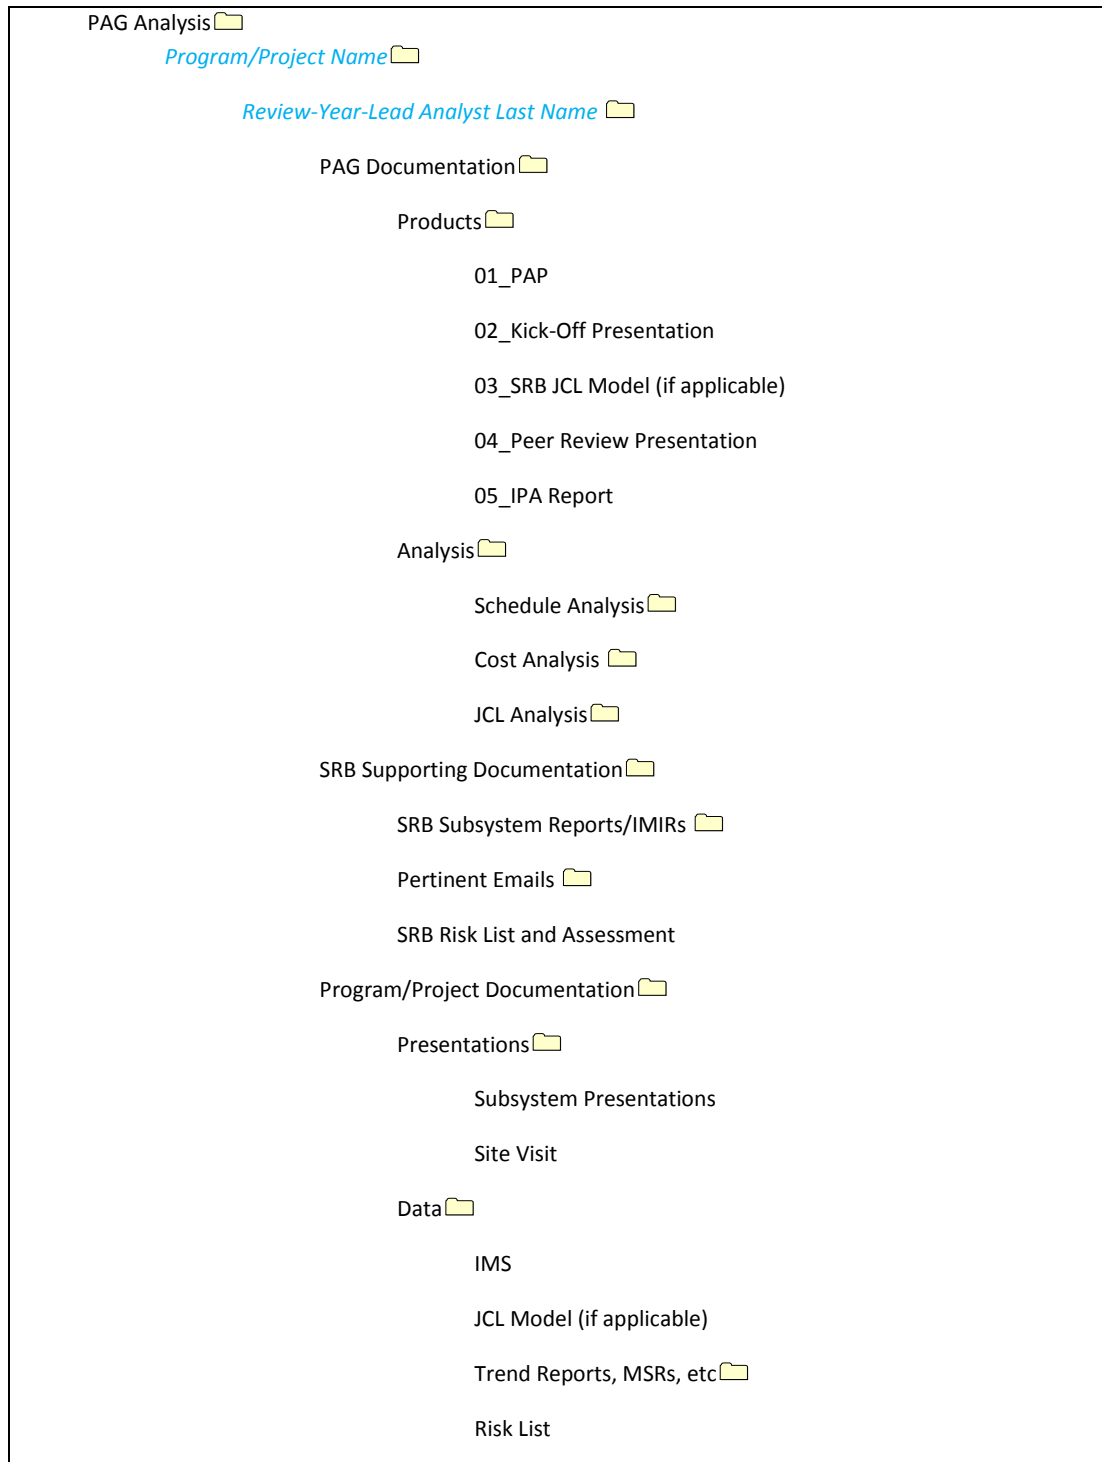 PAG Analysis
Program/Project Name
Review-Year-Lead Analyst Last Name
PAG Documentation
Products
01_PAP
02_Kick-Off Presentation
03_SRB JCL Model (if applicable)
04_Peer Review Presentation
05_IPA Report
Analysis
Schedule Analysis
Cost Analysis
JCL Analysis
SRB Supporting Documentation
SRB Subsystem Reports/IMIRs
Pertinent Emails
SRB Risk List and Assessment
Program/Project Documentation
Presentations
Subsystem Presentations
Site Visit
Data
IMS
JCL Model (if applicable)
Trend Reports, MSRs, etc
Risk List